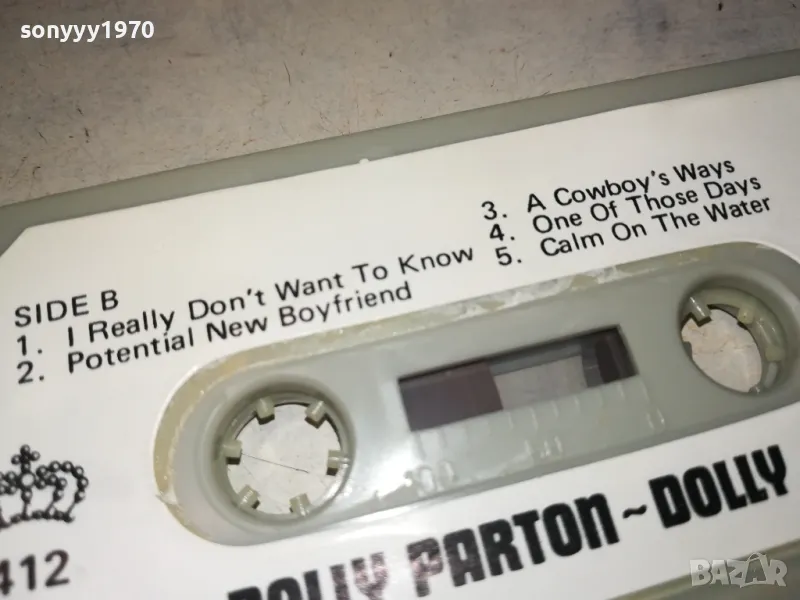 sonyyy1970
SIDE B
1. I Really Don't Want To Know
2. Potential New Boyfriend
3. A Cowboy's Ways
4. One Of Those Days
5. Calm On The Water
412
DOLLY PARTON~DOLLY
BAZAR